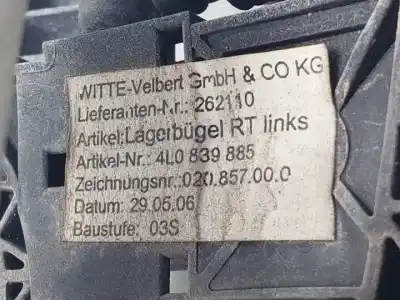 WITTE-Velbert GmbH & CO KG
Lieferanten-Nr.: 262110
Artikel:Lagerbügel RT links
Artikel-Nr.: 4L0 839 885
Zeichnungsnr.:020.857.00.0
Datum: 29.05.06
Baustufe: 03S